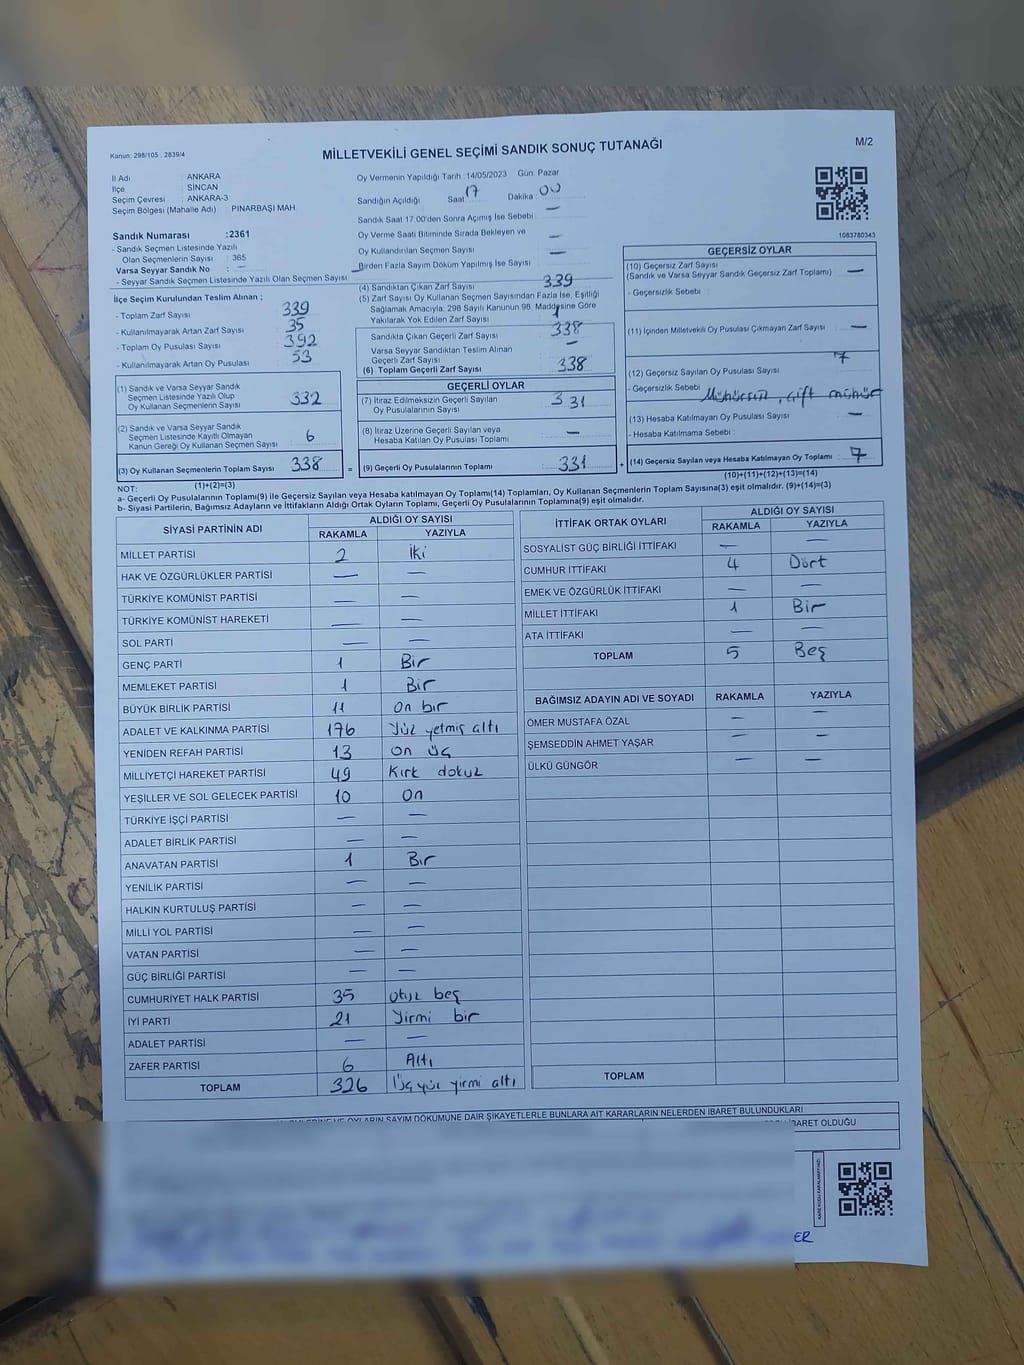 Kanun: 298/105 , 2839/4
MİLLETVEKİLİ GENEL SEÇİMİ SANDIK SONUÇ TUTANAĞI
M/2
İl Adı : ANKARA
İlçe : SİNCAN
Seçim Çevresi : ANKARA-3
Seçim Bölgesi (Mahalle Adı) : PINARBAŞI MAH.
Oy Vermenin Yapıldığı Tarih :14/05/2023 Gün: Pazar
Sandığın Açıldığı Saat 17 Dakika 00
Sandık Saat 17:00'den Sonra Açılmış İse Sebebi —
Oy Verme Saati Bitiminde Sırada Bekleyen ve
Oy Kullandırılan Seçmen Sayısı —
Birden Fazla Sayım Döküm Yapılmış İse Sayısı —
1083780343
Sandık Numarası :2361
- Sandık Seçmen Listesinde Yazılı
Olan Seçmenlerin Sayısı : 365
Varsa Seyyar Sandık No : —
- Seyyar Sandık Seçmen Listesinde Yazılı Olan Seçmen Sayısı : —
İlçe Seçim Kurulundan Teslim Alınan ;
- Toplam Zarf Sayısı : 339
- Kullanılmayarak Artan Zarf Sayısı : 35
- Toplam Oy Pusulası Sayısı : 392
- Kullanılmayarak Artan Oy Pusulası : 53
(4) Sandıktan Çıkan Zarf Sayısı : 339
(5) Zarf Sayısı Oy Kullanan Seçmen Sayısından Fazla İse, Eşitliği
Sağlamak Amacıyla, 298 Sayılı Kanunun 98. Maddesine Göre
Yakılarak Yok Edilen Zarf Sayısı : 1
Sandıkta Çıkan Geçerli Zarf Sayısı : 338
Varsa Seyyar Sandıktan Teslim Alınan
Geçerli Zarf Sayısı : —
(6) Toplam Geçerli Zarf Sayısı : 338
GEÇERSİZ OYLAR
(10) Geçersiz Zarf Sayısı
(Sandık ve Varsa Seyyar Sandık Geçersiz Zarf Toplamı) : —
- Geçersizlik Sebebi :
(11) İçinden Milletvekili Oy Pusulası Çıkmayan Zarf Sayısı : —
(12) Geçersiz Sayılan Oy Pusulası Sayısı : 7
- Geçersizlik Sebebi : Mühürsüz, çift mühür
(13) Hesaba Katılmayan Oy Pusulası Sayısı : —
- Hesaba Katılmama Sebebi :
(14) Geçersiz Sayılan veya Hesaba Katılmayan Oy Toplamı : 7
(10)+(11)+(12)+(13)=(14)
(1) Sandık ve Varsa Seyyar Sandık
Seçmen Listesinde Yazılı Olup
Oy Kullanan Seçmenlerin Sayısı : 332
(2) Sandık ve Varsa Seyyar Sandık
Seçmen Listesinde Kayıtlı Olmayan
Kanun Gereği Oy Kullanan Seçmen Sayısı : 6
(3) Oy Kullanan Seçmenlerin Toplam Sayısı : 338
(1)+(2)=(3)
GEÇERLİ OYLAR
(7) İtiraz Edilmeksizin Geçerli Sayılan
Oy Pusulalarının Sayısı : 331
(8) İtiraz Üzerine Geçerli Sayılan veya
Hesaba Katılan Oy Pusulası Toplamı : —
= (9) Geçerli Oy Pusulalarının Toplamı : 331 +
NOT:
a- Geçerli Oy Pusulalarının Toplamı(9) ile Geçersiz Sayılan veya Hesaba katılmayan Oy Toplamı(14) Toplamları, Oy Kullanan Seçmenlerin Toplam Sayısına(3) eşit olmalıdır. (9)+(14)=(3)
b- Siyasi Partilerin, Bağımsız Adayların ve İttifakların Aldığı Oyların Toplamı, Geçerli Oy Pusulalarının Toplamına(9) eşit olmalıdır.
SİYASİ PARTİNİN ADI ALDIĞI OY SAYISI
RAKAMLA YAZIYLA
MİLLET PARTİSİ 2 iki
HAK VE ÖZGÜRLÜKLER PARTİSİ — —
TÜRKİYE KOMÜNİST PARTİSİ — —
TÜRKİYE KOMÜNİST HAREKETİ — —
SOL PARTİ — —
GENÇ PARTİ 1 Bir
MEMLEKET PARTİSİ 1 Bir
BÜYÜK BİRLİK PARTİSİ 11 On bir
ADALET VE KALKINMA PARTİSİ 176 Yüz yetmiş altı
YENİDEN REFAH PARTİSİ 13 On üç
MİLLİYETÇİ HAREKET PARTİSİ 49 Kırk dokuz
YEŞİLLER VE SOL GELECEK PARTİSİ 10 On
TÜRKİYE İŞÇİ PARTİSİ — —
ADALET BİRLİK PARTİSİ — —
ANAVATAN PARTİSİ 1 Bir
YENİLİK PARTİSİ — —
HALKIN KURTULUŞ PARTİSİ — —
MİLLİ YOL PARTİSİ — —
VATAN PARTİSİ — —
GÜÇ BİRLİĞİ PARTİSİ — —
CUMHURİYET HALK PARTİSİ 35 otuz beş
İYİ PARTİ 21 Yirmi bir
ADALET PARTİSİ — —
ZAFER PARTİSİ 6 Altı
TOPLAM 326 Üç yüz yirmi altı
İTTİFAK ORTAK OYLARI ALDIĞI OY SAYISI
RAKAMLA YAZIYLA
SOSYALİST GÜÇ BİRLİĞİ İTTİFAKI — —
CUMHUR İTTİFAKI 4 Dört
EMEK VE ÖZGÜRLÜK İTTİFAKI — —
MİLLET İTTİFAKI 1 Bir
ATA İTTİFAKI — —
TOPLAM 5 Beş
BAĞIMSIZ ADAYIN ADI VE SOYADI RAKAMLA YAZIYLA
ÖMER MUSTAFA ÖZAL — —
ŞEMSEDDİN AHMET YAŞAR — —
ÜLKÜ GÜNGÖR — —
TOPLAM
OYLARIN SAYIM DÖKÜMÜNE DAİR ŞİKAYETLERLE BUNLARA AİT KARARLARIN NELERDEN İBARET BULUNDUKLARI
İBARET OLDUĞU
ER